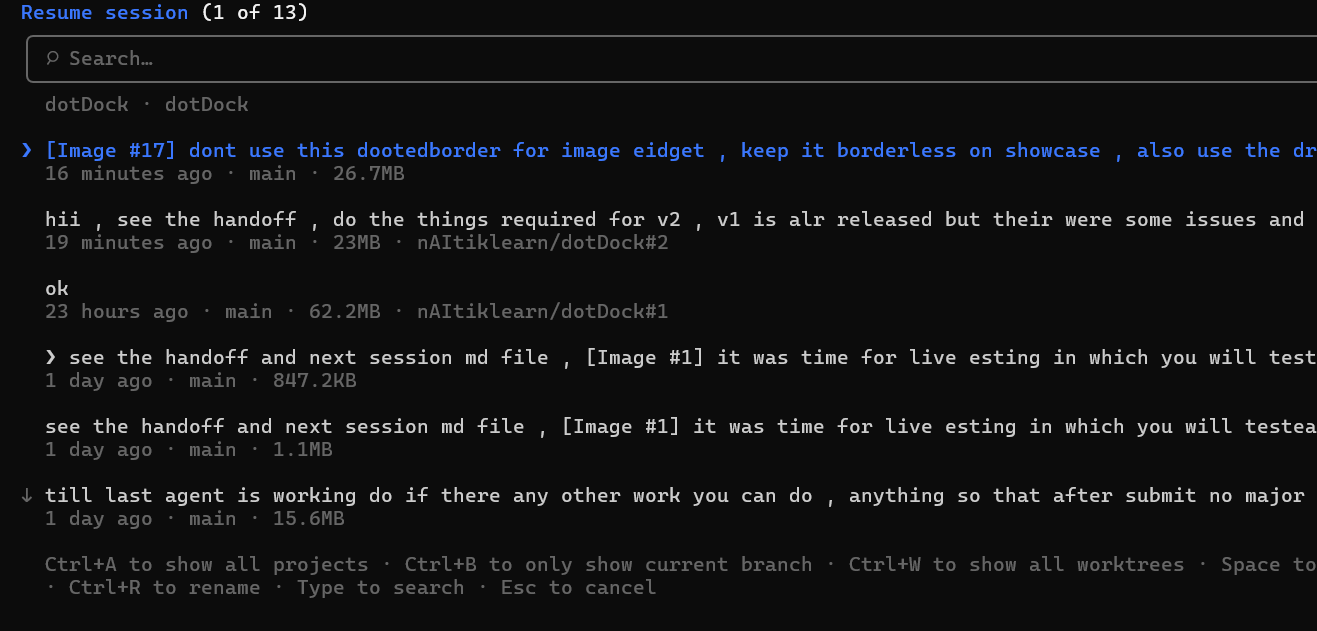 Resume session (1 of 13)
⌕ Search…
dotDock · dotDock
❯ [Image #17] dont use this dootedborder for image eidget , keep it borderless on showcase , also use the dr
16 minutes ago · main · 26.7MB
hii , see the handoff , do the things required for v2 , v1 is alr released but their were some issues and
19 minutes ago · main · 23MB · nAItiklearn/dotDock#2
ok
23 hours ago · main · 62.2MB · nAItiklearn/dotDock#1
❯ see the handoff and next session md file , [Image #1] it was time for live esting in which you will test
1 day ago · main · 847.2KB
see the handoff and next session md file , [Image #1] it was time for live esting in which you will testea
1 day ago · main · 1.1MB
↓ till last agent is working do if there any other work you can do , anything so that after submit no major
1 day ago · main · 15.6MB
Ctrl+A to show all projects · Ctrl+B to only show current branch · Ctrl+W to show all worktrees · Space to
· Ctrl+R to rename · Type to search · Esc to cancel